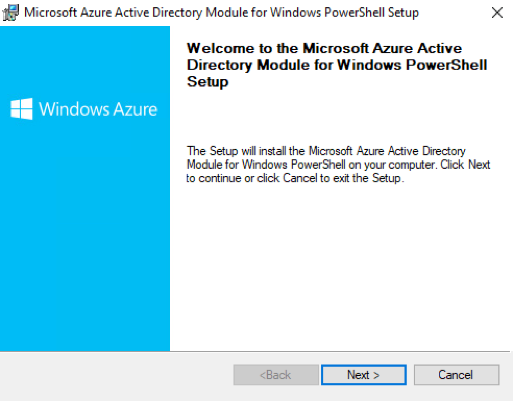 Microsoft Azure Active Directory Module for Windows PowerShell Setup
Welcome to the Microsoft Azure Active
Directory Module for Windows PowerShell
Setup
Windows Azure
The Setup will install the Microsoft Azure Active Directory
Module for Windows PowerShell on your computer. Click Next
to continue or click Cancel to exit the Setup.
<Back
Next >
Cancel